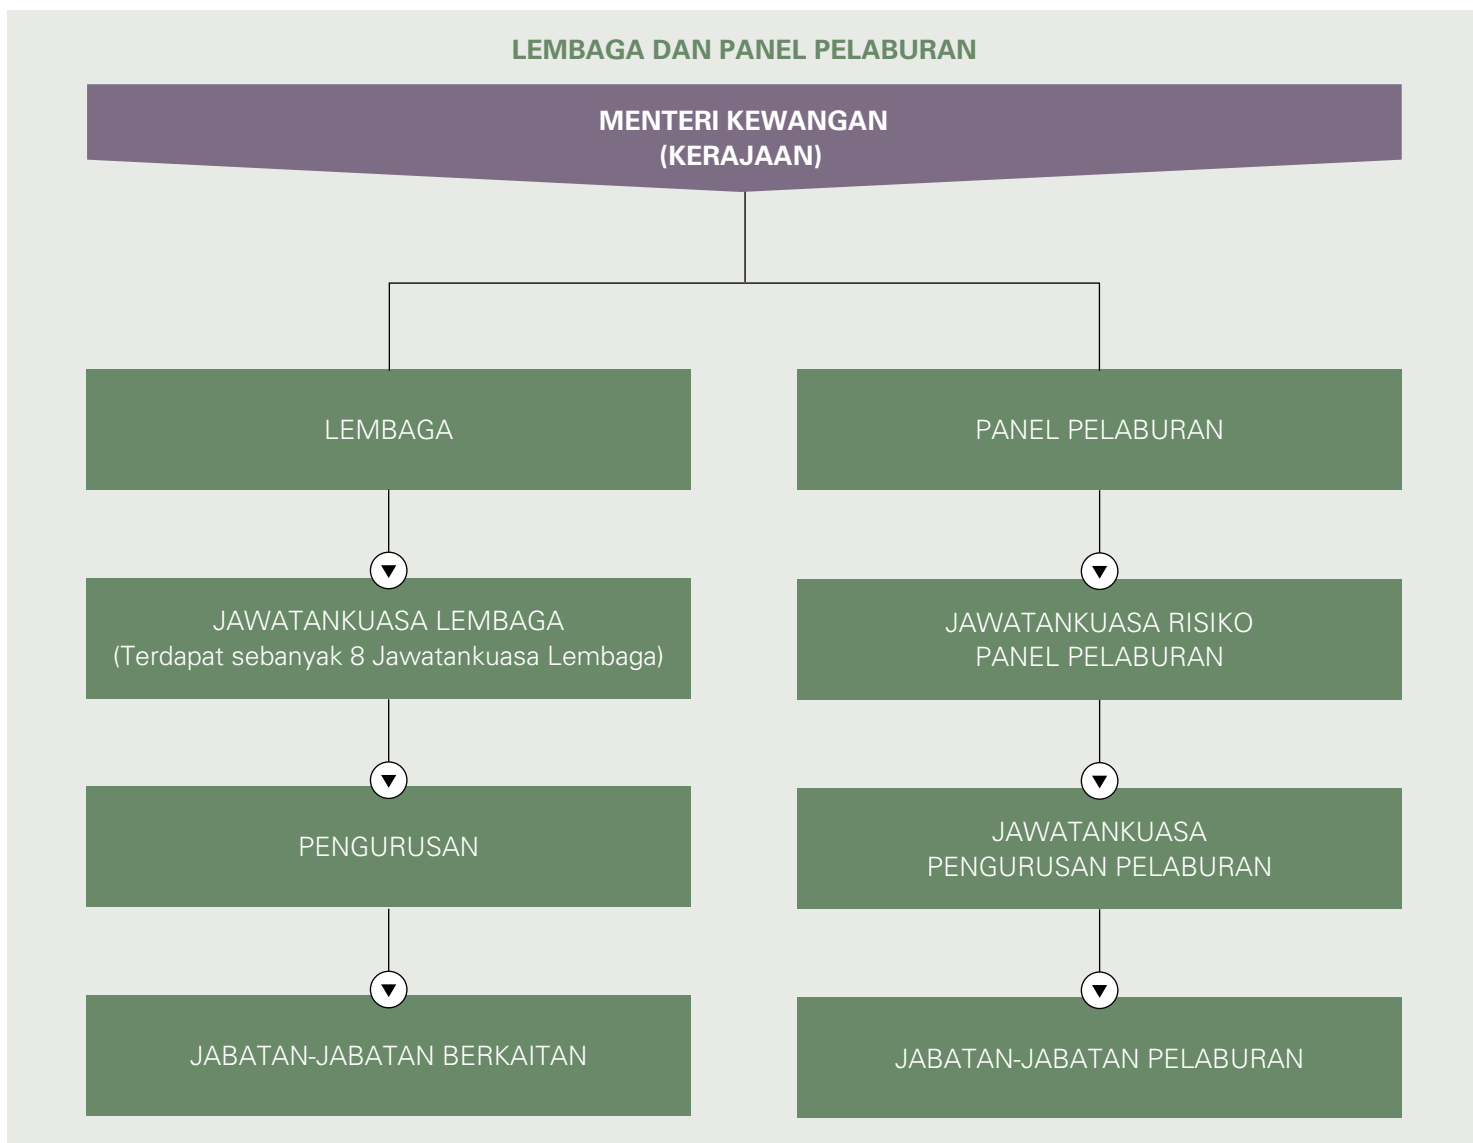 LEMBAGA DAN PANEL PELABURAN
MENTERI KEWANGAN
(KERAJAAN)
LEMBAGA
PANEL PELABURAN
JAWATANKUASA LEMBAGA
(Terdapat sebanyak 8 Jawatankuasa Lembaga)
JAWATANKUASA RISIKO
PANEL PELABURAN
PENGURUSAN
JAWATANKUASA
PENGURUSAN PELABURAN
JABATAN-JABATAN BERKAITAN
JABATAN-JABATAN PELABURAN